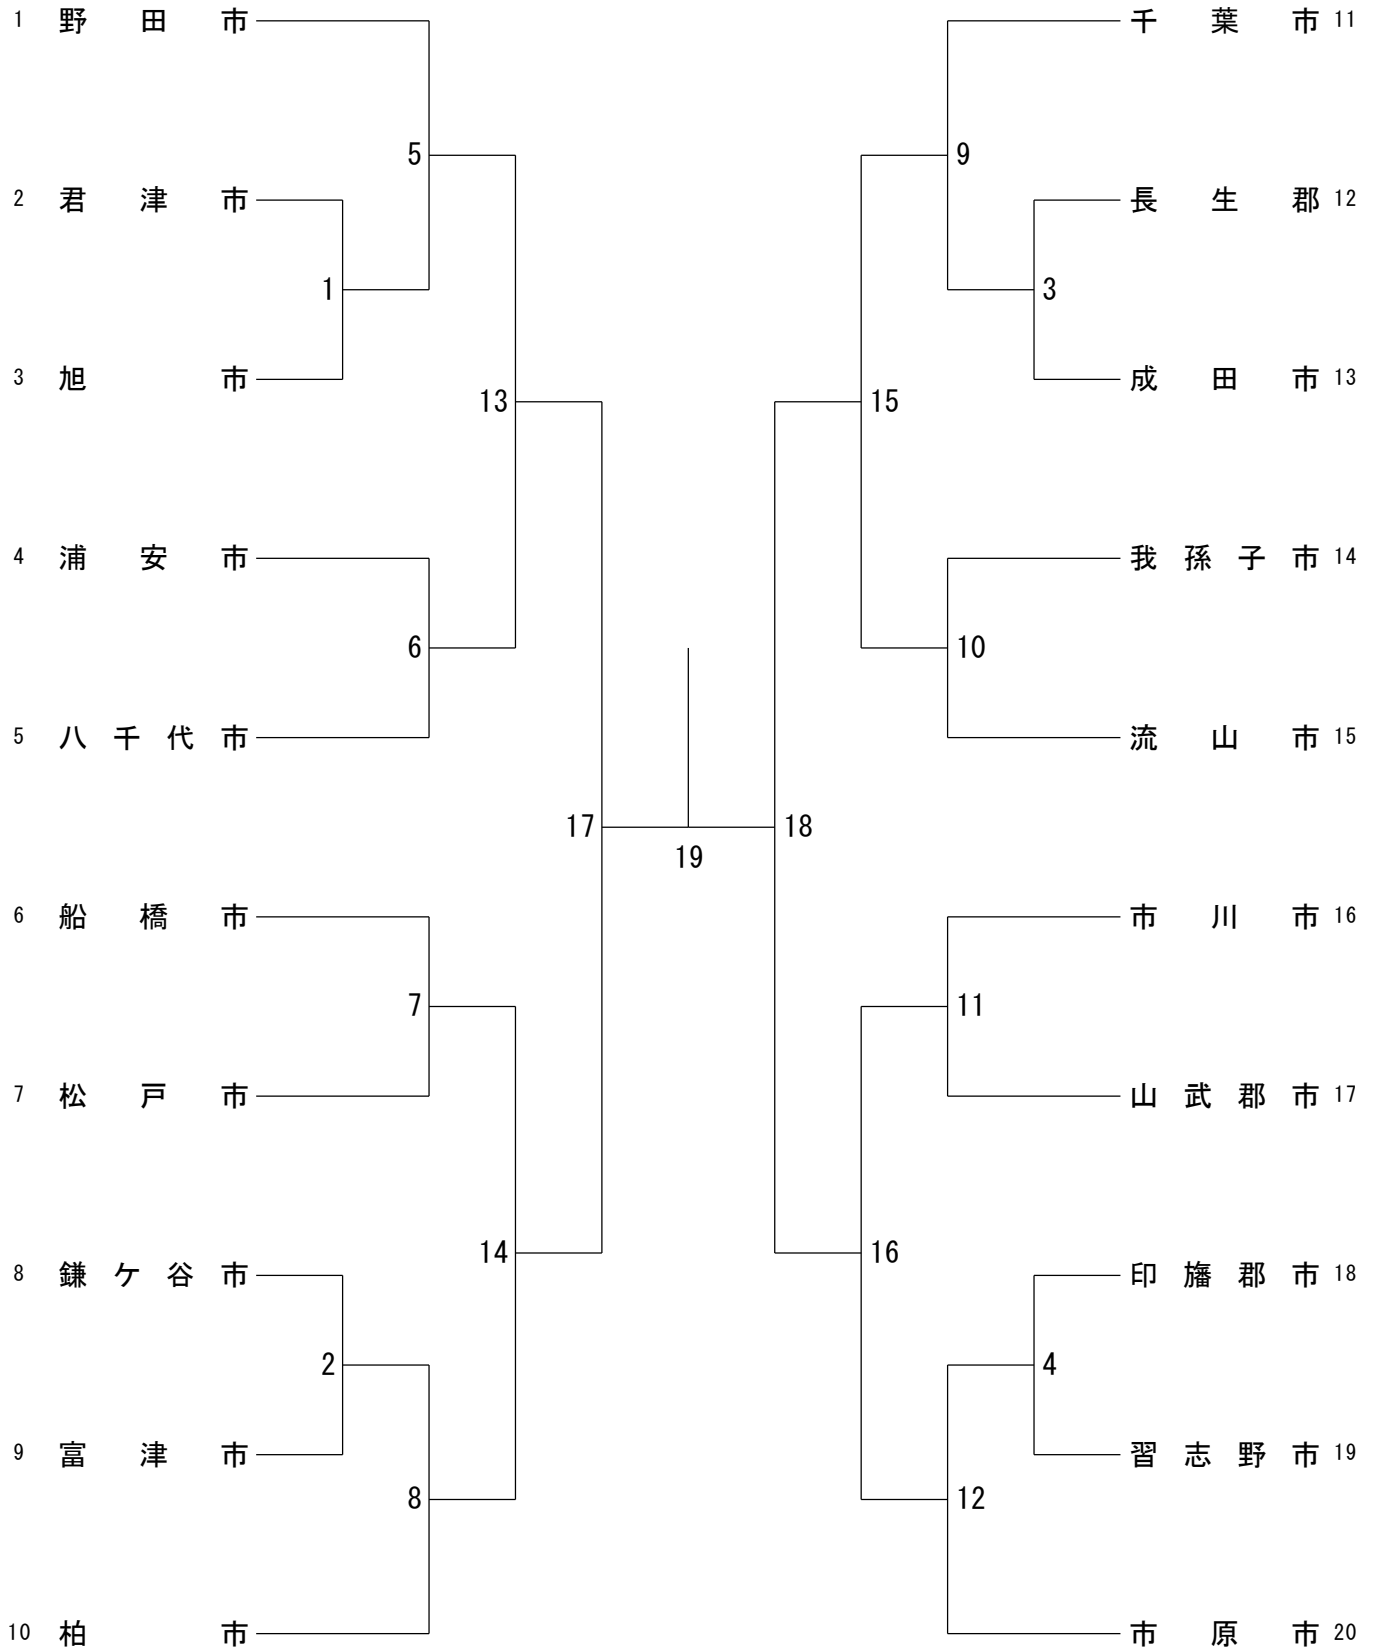 1 野田市
千葉市 11
5
9
2 君津市
長生郡 12
1
3
3 旭市
成田市 13
13
15
4 浦安市
我孫子市 14
6
10
5 八千代市
流山市 15
17
18
19
6 船橋市
市川市 16
7
11
7 松戸市
山武郡市 17
14
16
8 鎌ケ谷市
印旛郡市 18
2
4
9 富津市
習志野市 19
8
12
10 柏市
市原市 20